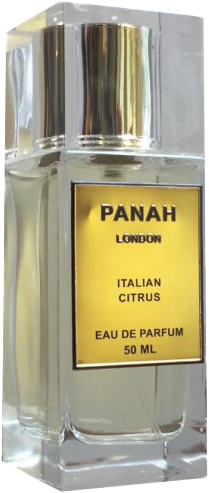 PANAH
LONDON
ITALIAN
CITRUS
EAU DE PARFUM
50 ML